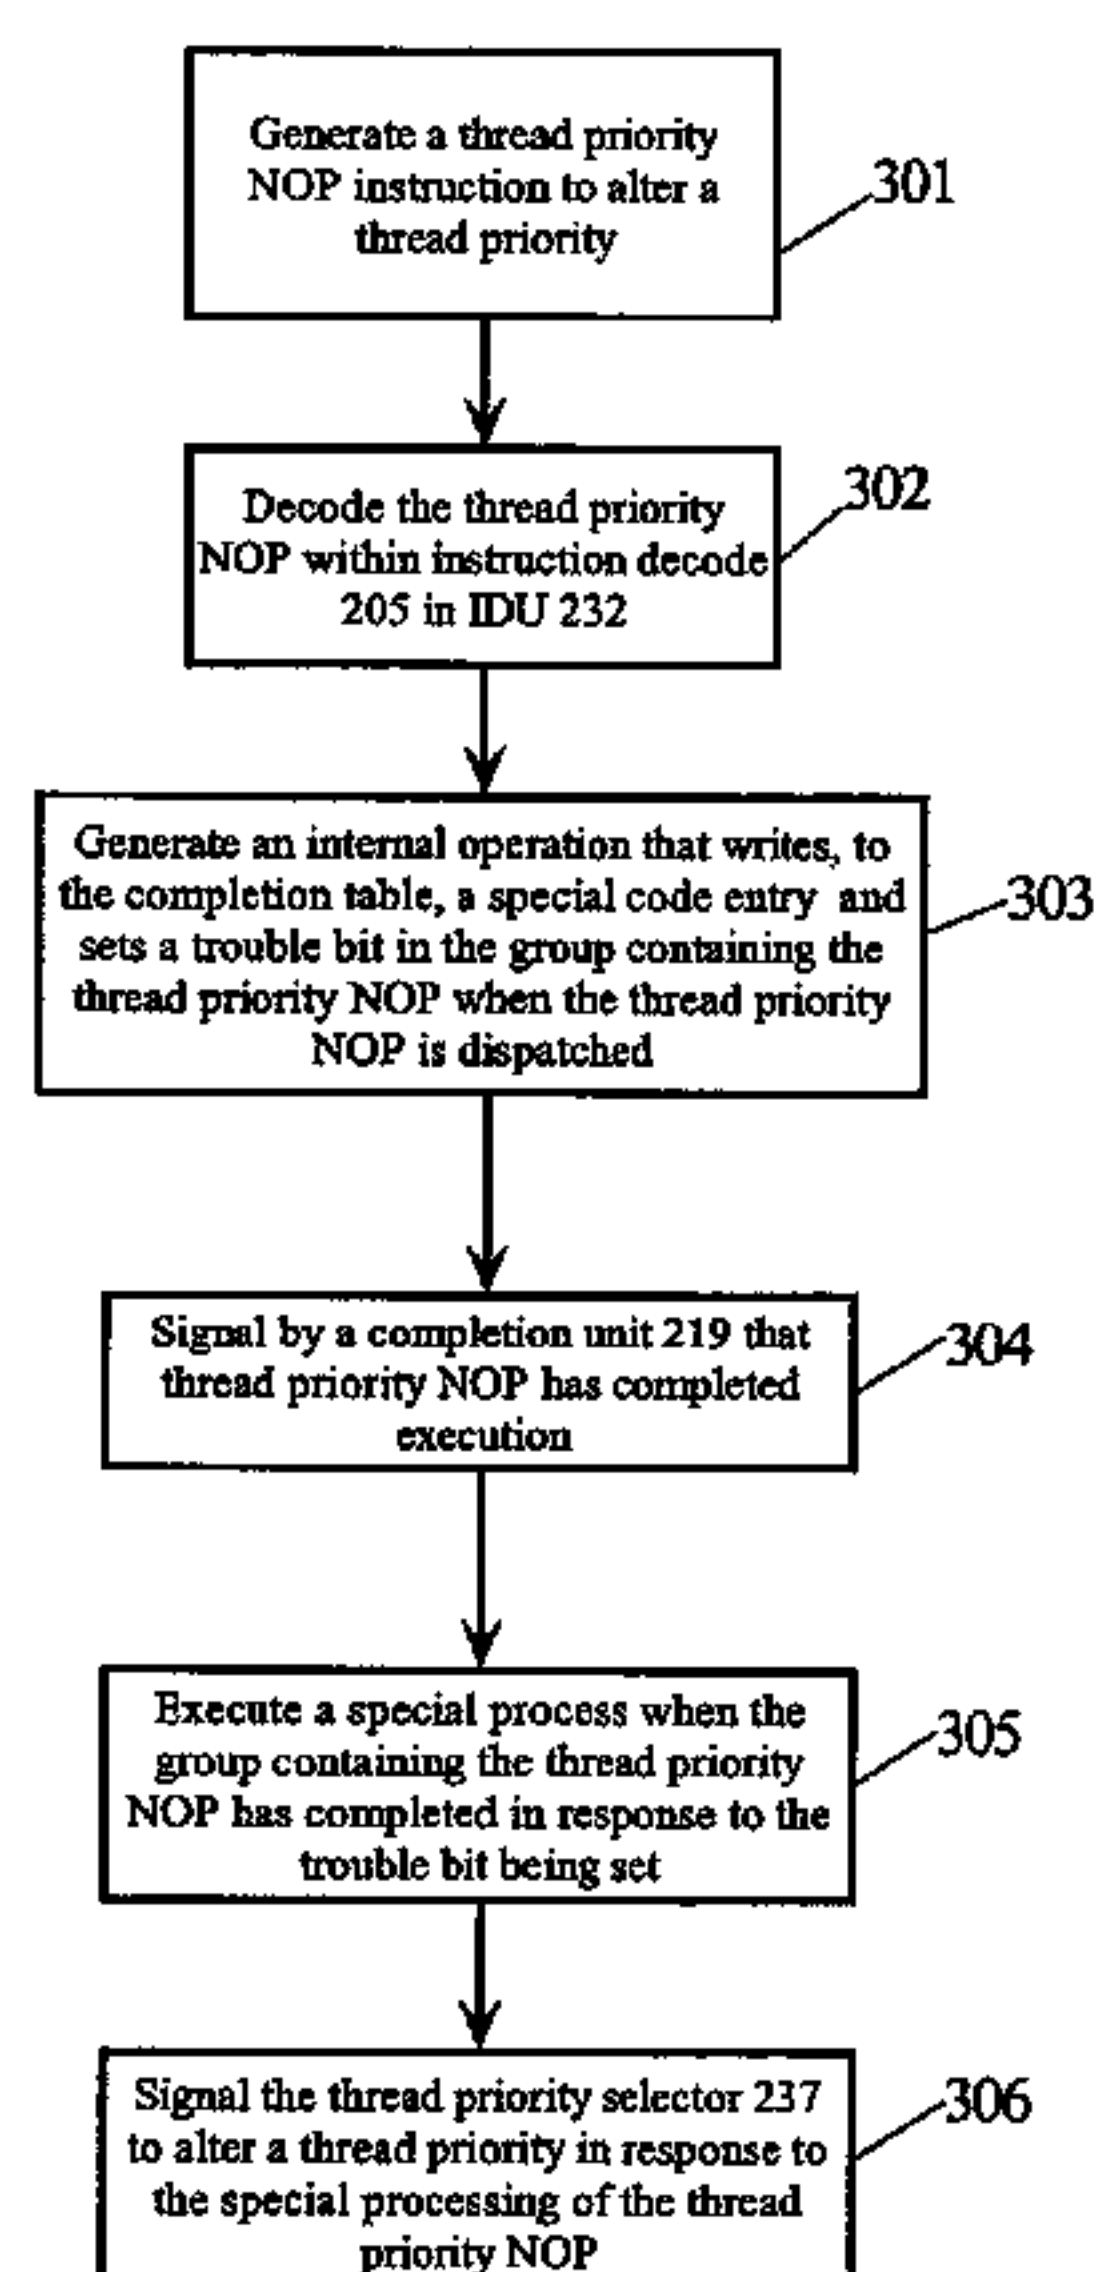 Generate a thread priority
NOP instruction to alter a
thread priority
301
Decode the thread priority
NOP within instruction decode
205 in IDU 232
302
Generate an internal operation that writes, to
the completion table, a special code entry and
sets a trouble bit in the group containing the
thread priority NOP when the thread priority
NOP is dispatched
303
Signal by a completion unit 219 that
thread priority NOP has completed
execution
304
Execute a special process when the
group containing the thread priority
NOP has completed in response to the
trouble bit being set
305
Signal the thread priority selector 237
to alter a thread priority in response to
the special processing of the thread
priority NOP
306